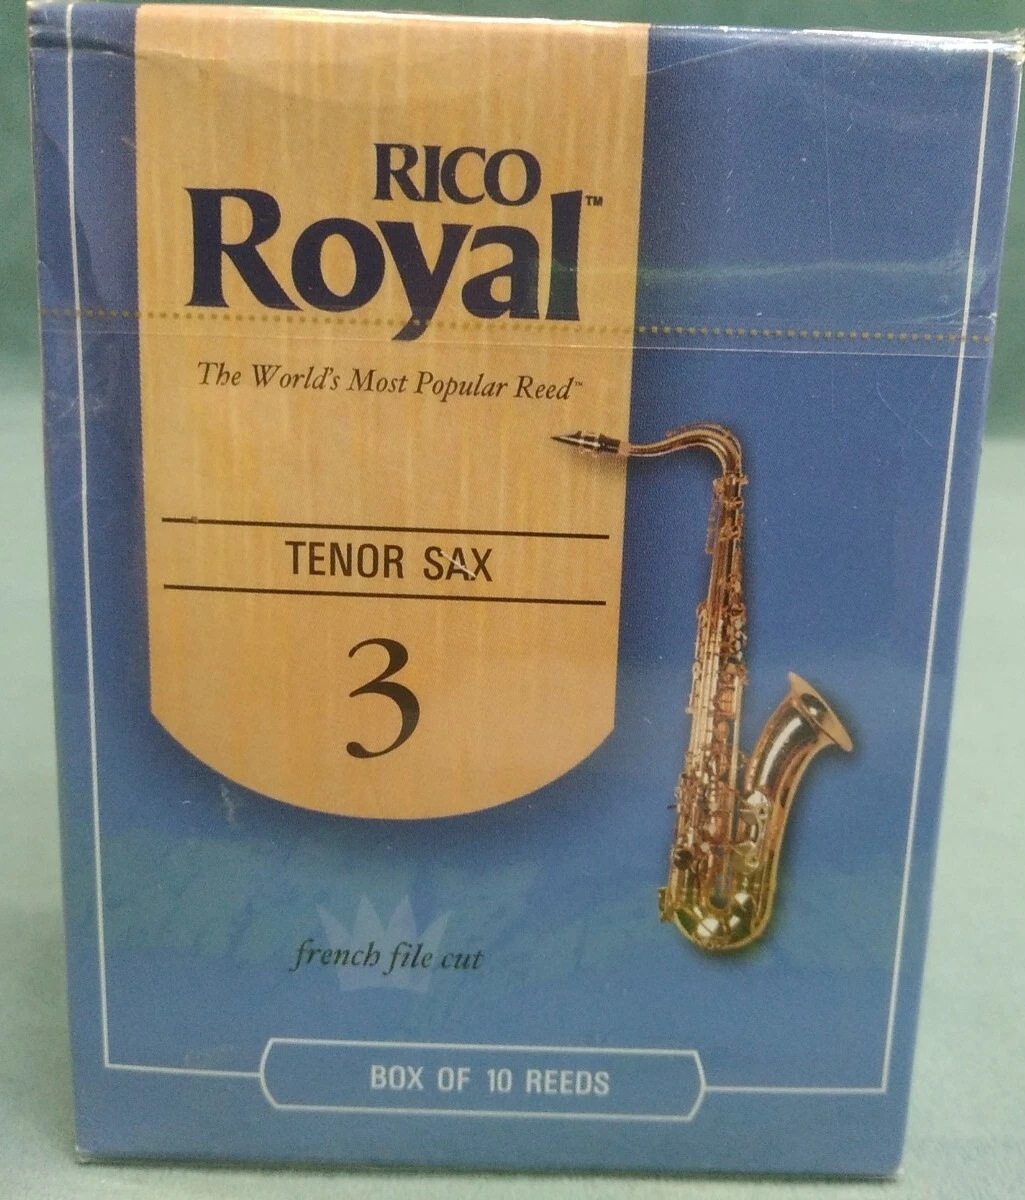 RICO
Royal™
The World's Most Popular Reed™
TENOR SAX
3
french file cut
BOX OF 10 REEDS